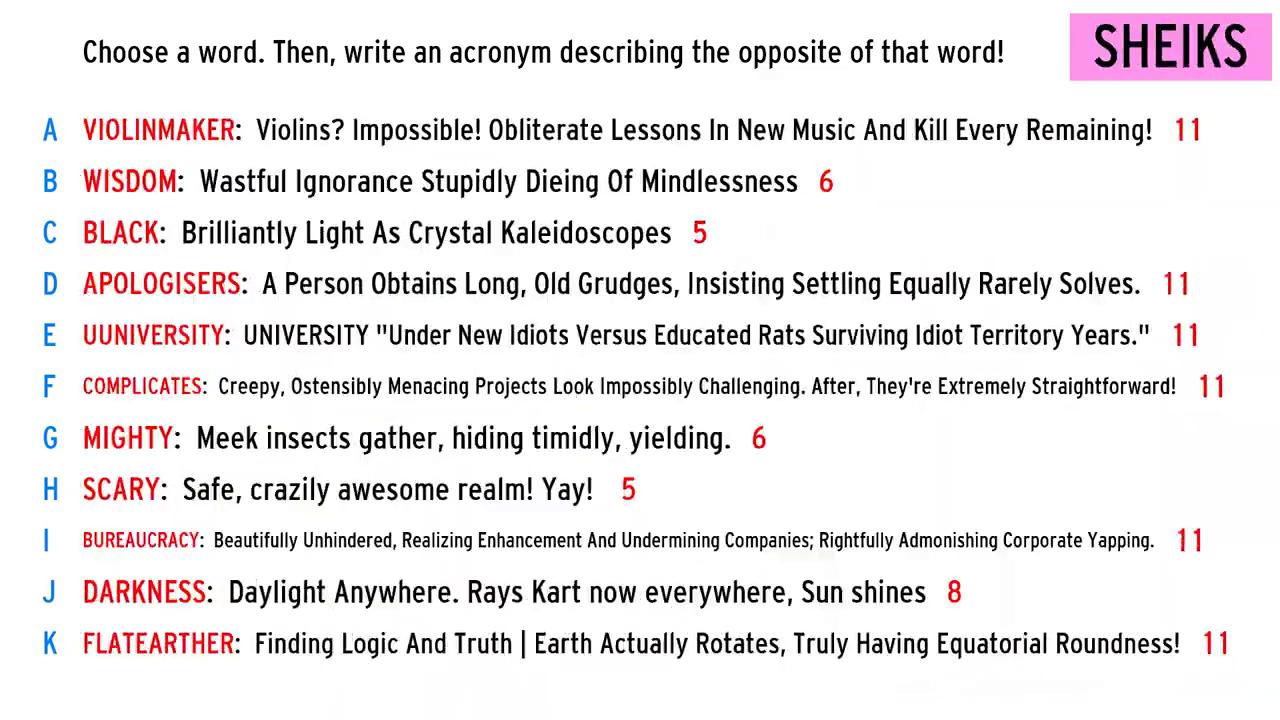 Choose a word. Then, write an acronym describing the opposite of that word!
SHEIKS
A VIOLINMAKER: Violins? Impossible! Obliterate Lessons In New Music And Kill Every Remaining! 11
B WISDOM: Wastful Ignorance Stupidly Dieing Of Mindlessness 6
C BLACK: Brilliantly Light As Crystal Kaleidoscopes 5
D APOLOGISERS: A Person Obtains Long, Old Grudges, Insisting Settling Equally Rarely Solves. 11
E UUNIVERSITY: UNIVERSITY "Under New Idiots Versus Educated Rats Surviving Idiot Territory Years." 11
F COMPLICATES: Creepy, Ostensibly Menacing Projects Look Impossibly Challenging. After, They're Extremely Straightforward! 11
G MIGHTY: Meek insects gather, hiding timidly, yielding. 6
H SCARY: Safe, crazily awesome realm! Yay! 5
I BUREAUCRACY: Beautifully Unhindered, Realizing Enhancement And Undermining Companies; Rightfully Admonishing Corporate Yapping. 11
J DARKNESS: Daylight Anywhere. Rays Kart now everywhere, Sun shines 8
K FLATEARTHER: Finding Logic And Truth | Earth Actually Rotates, Truly Having Equatorial Roundness! 11